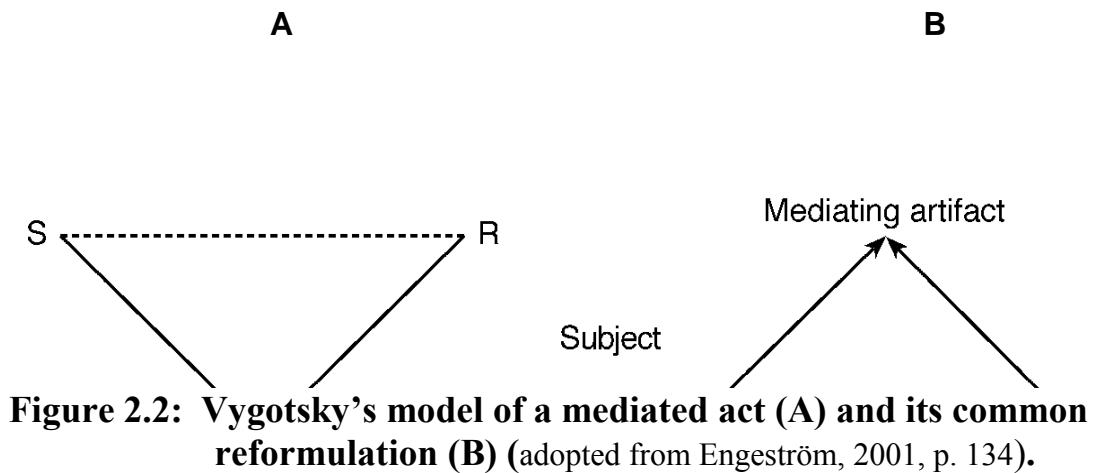 A B
Mediating artifact
S R
Subject
Figure 2.2: Vygotsky’s model of a mediated act (A) and its common
reformulation (B) (adopted from Engeström, 2001, p. 134).